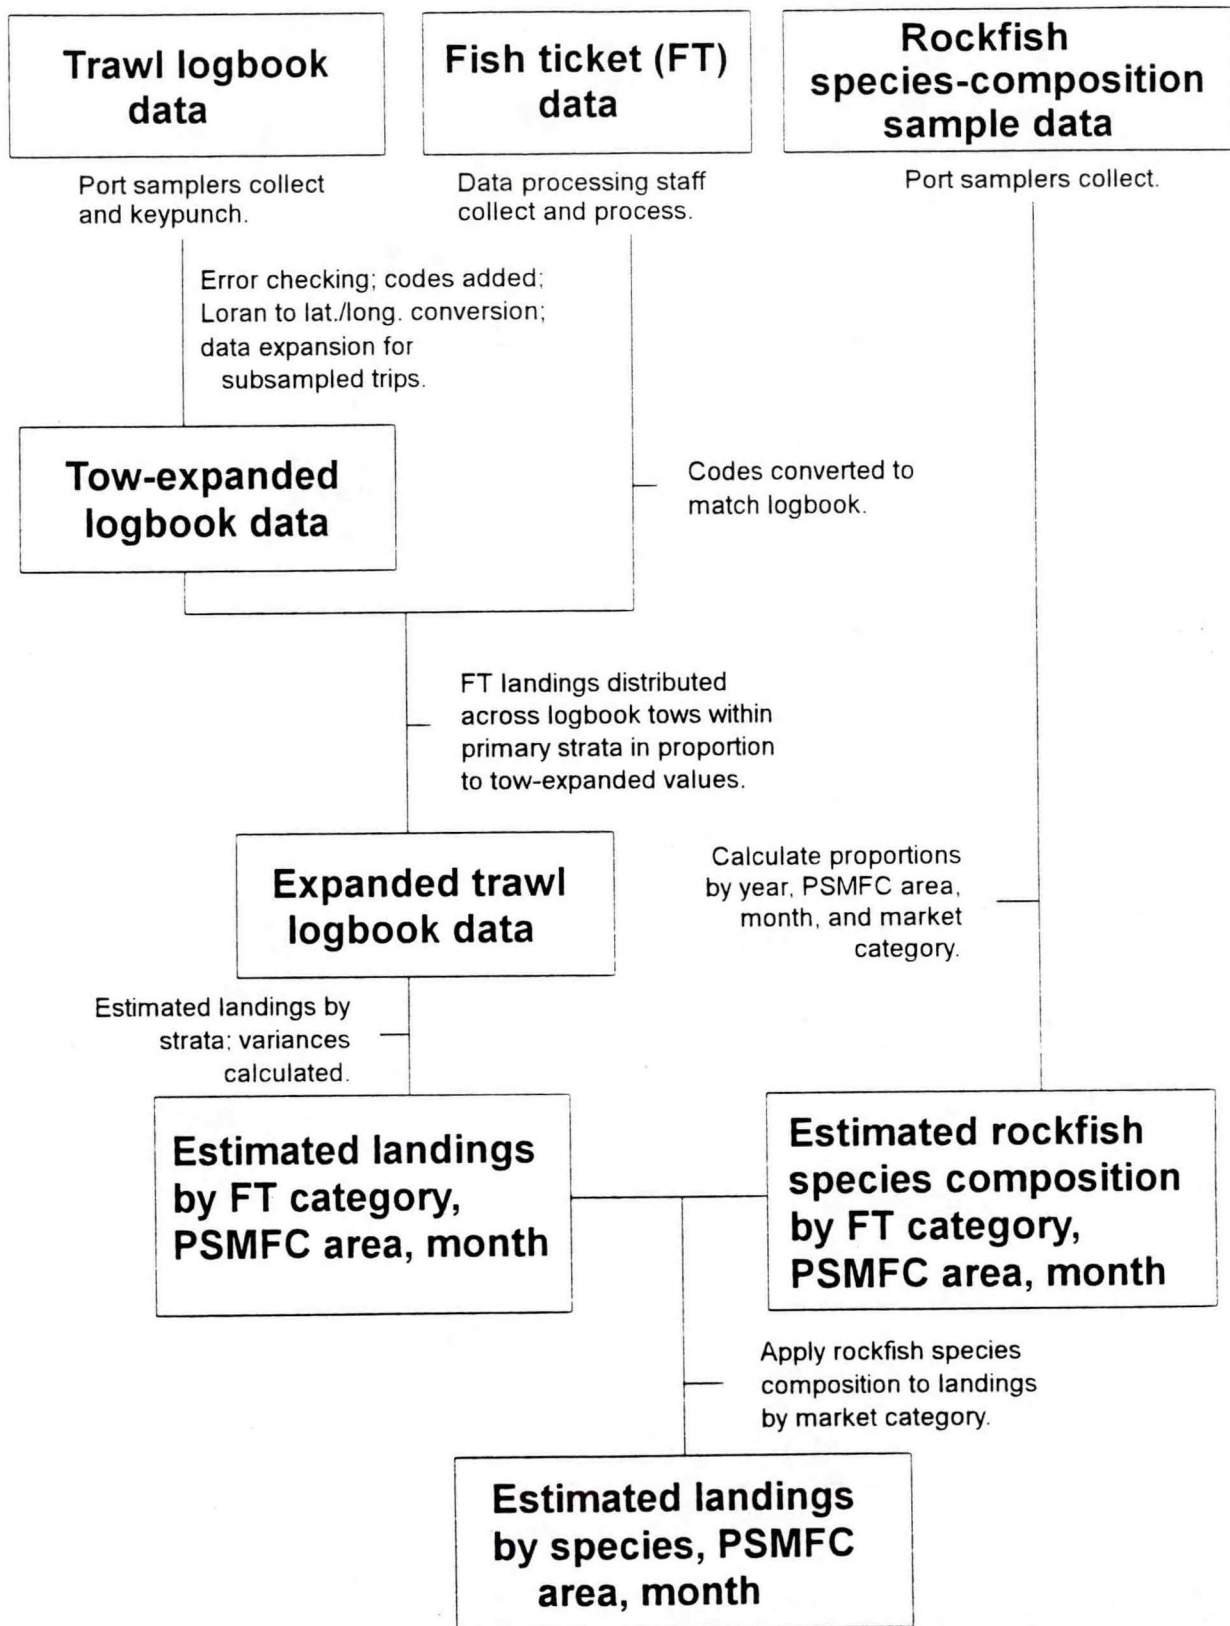 Trawl logbook
data
Fish ticket (FT)
data
Rockfish
species-composition
sample data
Port samplers collect
and keypunch.
Data processing staff
collect and process.
Port samplers collect.
Error checking; codes added;
Loran to lat./long. conversion;
data expansion for
subsampled trips.
Tow-expanded
logbook data
Codes converted to
match logbook.
FT landings distributed
across logbook tows within
primary strata in proportion
to tow-expanded values.
Expanded trawl
logbook data
Calculate proportions
by year, PSMFC area,
month, and market
category.
Estimated landings by
strata; variances
calculated.
Estimated landings
by FT category,
PSMFC area, month
Estimated rockfish
species composition
by FT category,
PSMFC area, month
Apply rockfish species
composition to landings
by market category.
Estimated landings
by species, PSMFC
area, month